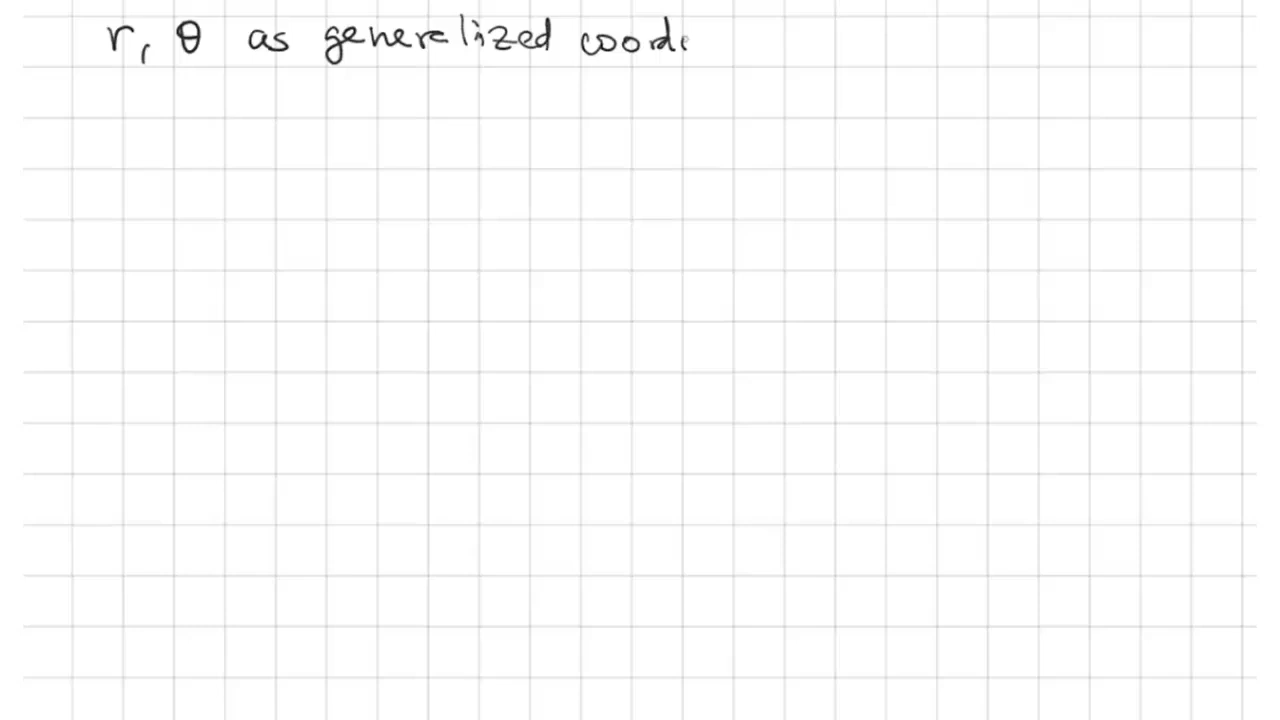 r, θ as generalized coord